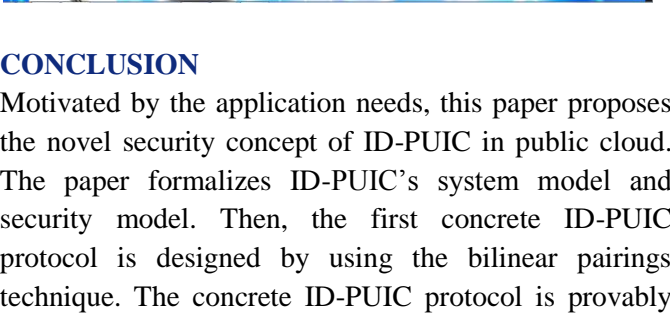 CONCLUSION
Motivated by the application needs, this paper proposes
the novel security concept of ID-PUIC in public cloud.
The paper formalizes ID-PUIC's system model and
security model. Then, the first concrete ID-PUIC
protocol is designed by using the bilinear pairings
technique. The concrete ID-PUIC protocol is provably